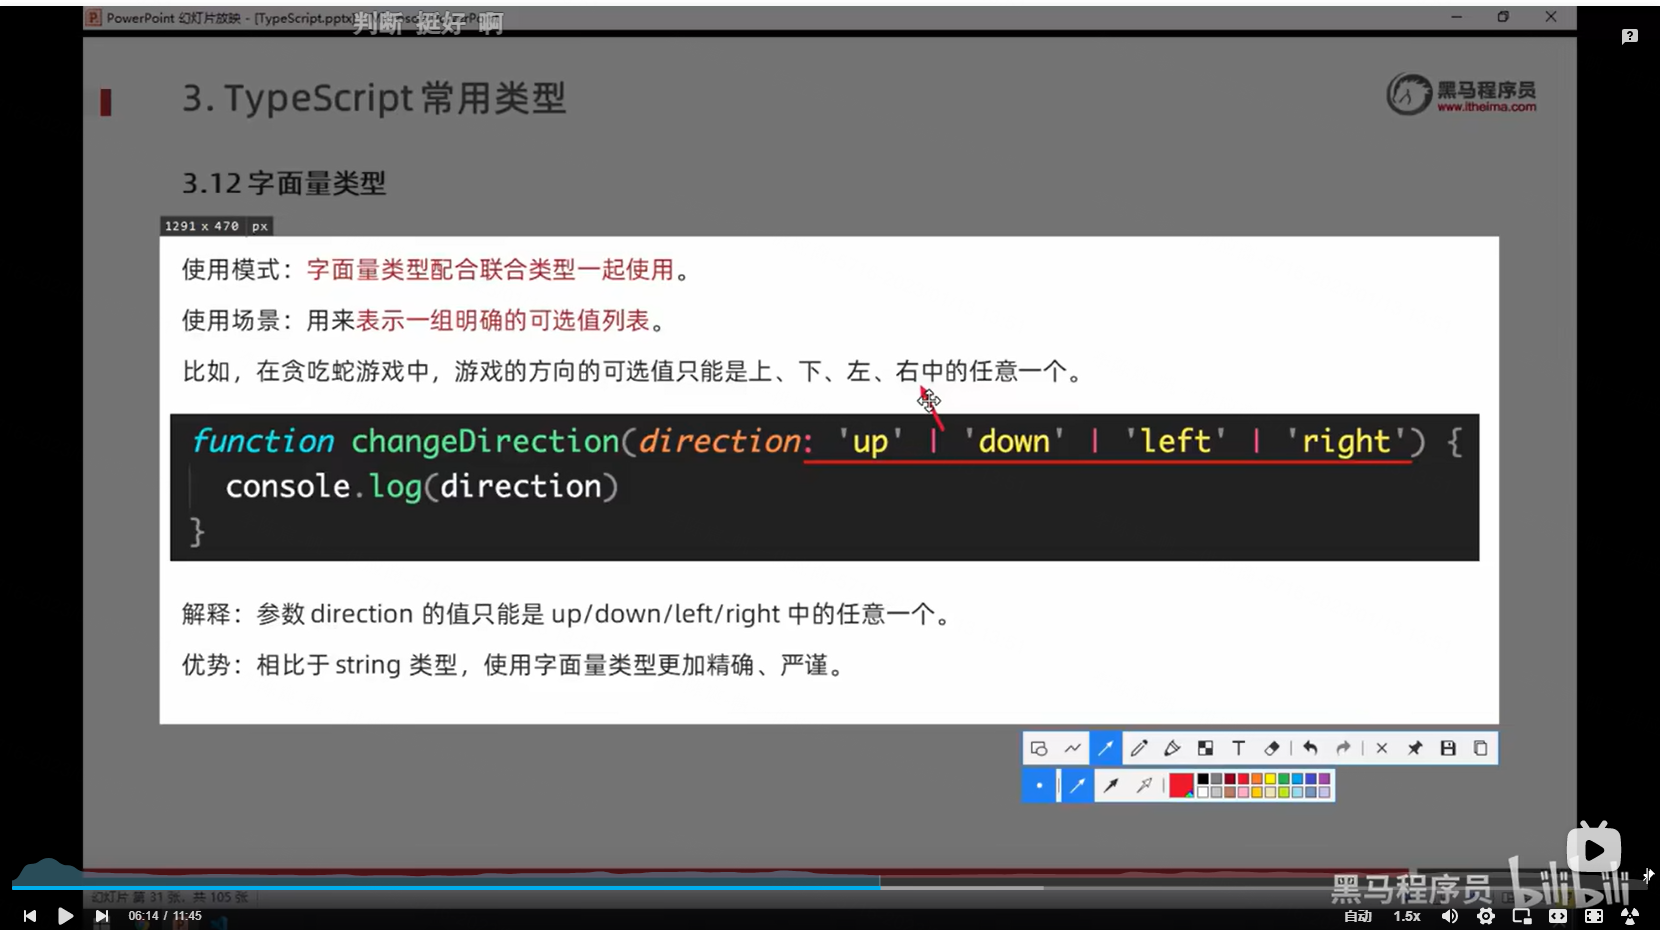 PowerPoint 幻灯片放映 - [TypeScript.pptx]
判断 挺好 啊
3. TypeScript 常用类型
黑马程序员
www.itheima.com
3.12 字面量类型
1291 x 470 px
使用模式：字面量类型配合联合类型一起使用。
使用场景：用来表示一组明确的可选值列表。
比如，在贪吃蛇游戏中，游戏的方向的可选值只能是上、下、左、右中的任意一个。
function changeDirection(direction: 'up' | 'down' | 'left' | 'right') {
console.log(direction)
}
解释：参数 direction 的值只能是 up/down/left/right 中的任意一个。
优势：相比于 string 类型，使用字面量类型更加精确、严谨。
T
黑马程序员 bilibili
幻灯片 第 31 张，共 105 张
06:14 / 11:45
自动 1.5x